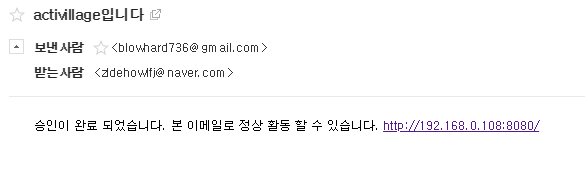 activillage입니다
보낸 사람 <blowhard736@gmail.com>
받는사람 <zldehowlfj@naver.com>
승인이 완료 되었습니다. 본 이메일로 정상 활동 할 수 있습니다. http://192.168.0.108:8080/